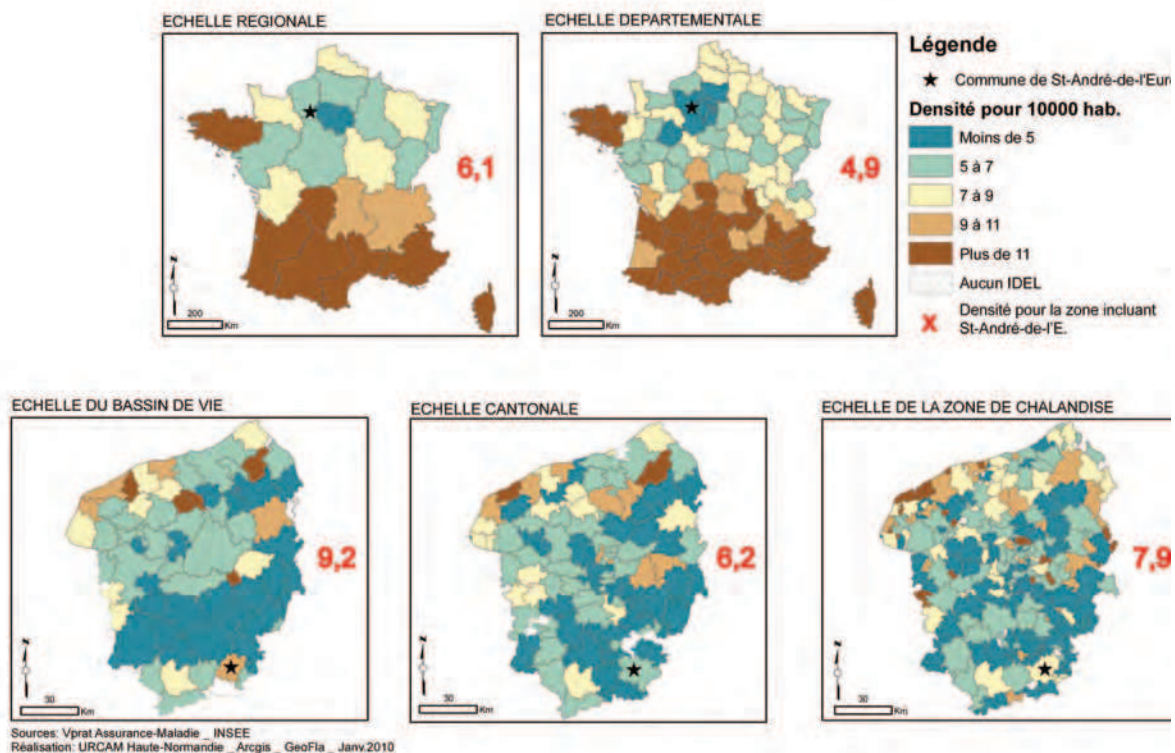 ECHELLE REGIONALE
6,1
N
200
Km
ECHELLE DEPARTEMENTALE
4,9
N
200
Km
Légende
Commune de St-André-de-l'Eure
Densité pour 10000 hab.
Moins de 5
5 à 7
7 à 9
9 à 11
Plus de 11
Aucun IDEL
X Densité pour la zone incluant
St-André-de-l'E.
ECHELLE DU BASSIN DE VIE
9,2
N
30
Km
ECHELLE CANTONALE
6,2
N
30
Km
ECHELLE DE LA ZONE DE CHALANDISE
7,9
N
30
Km
Sources: Vprat Assurance-Maladie _ INSEE
Réalisation: URCAM Haute-Normandie _ Arcgis _ GeoFla _ Janv.2010